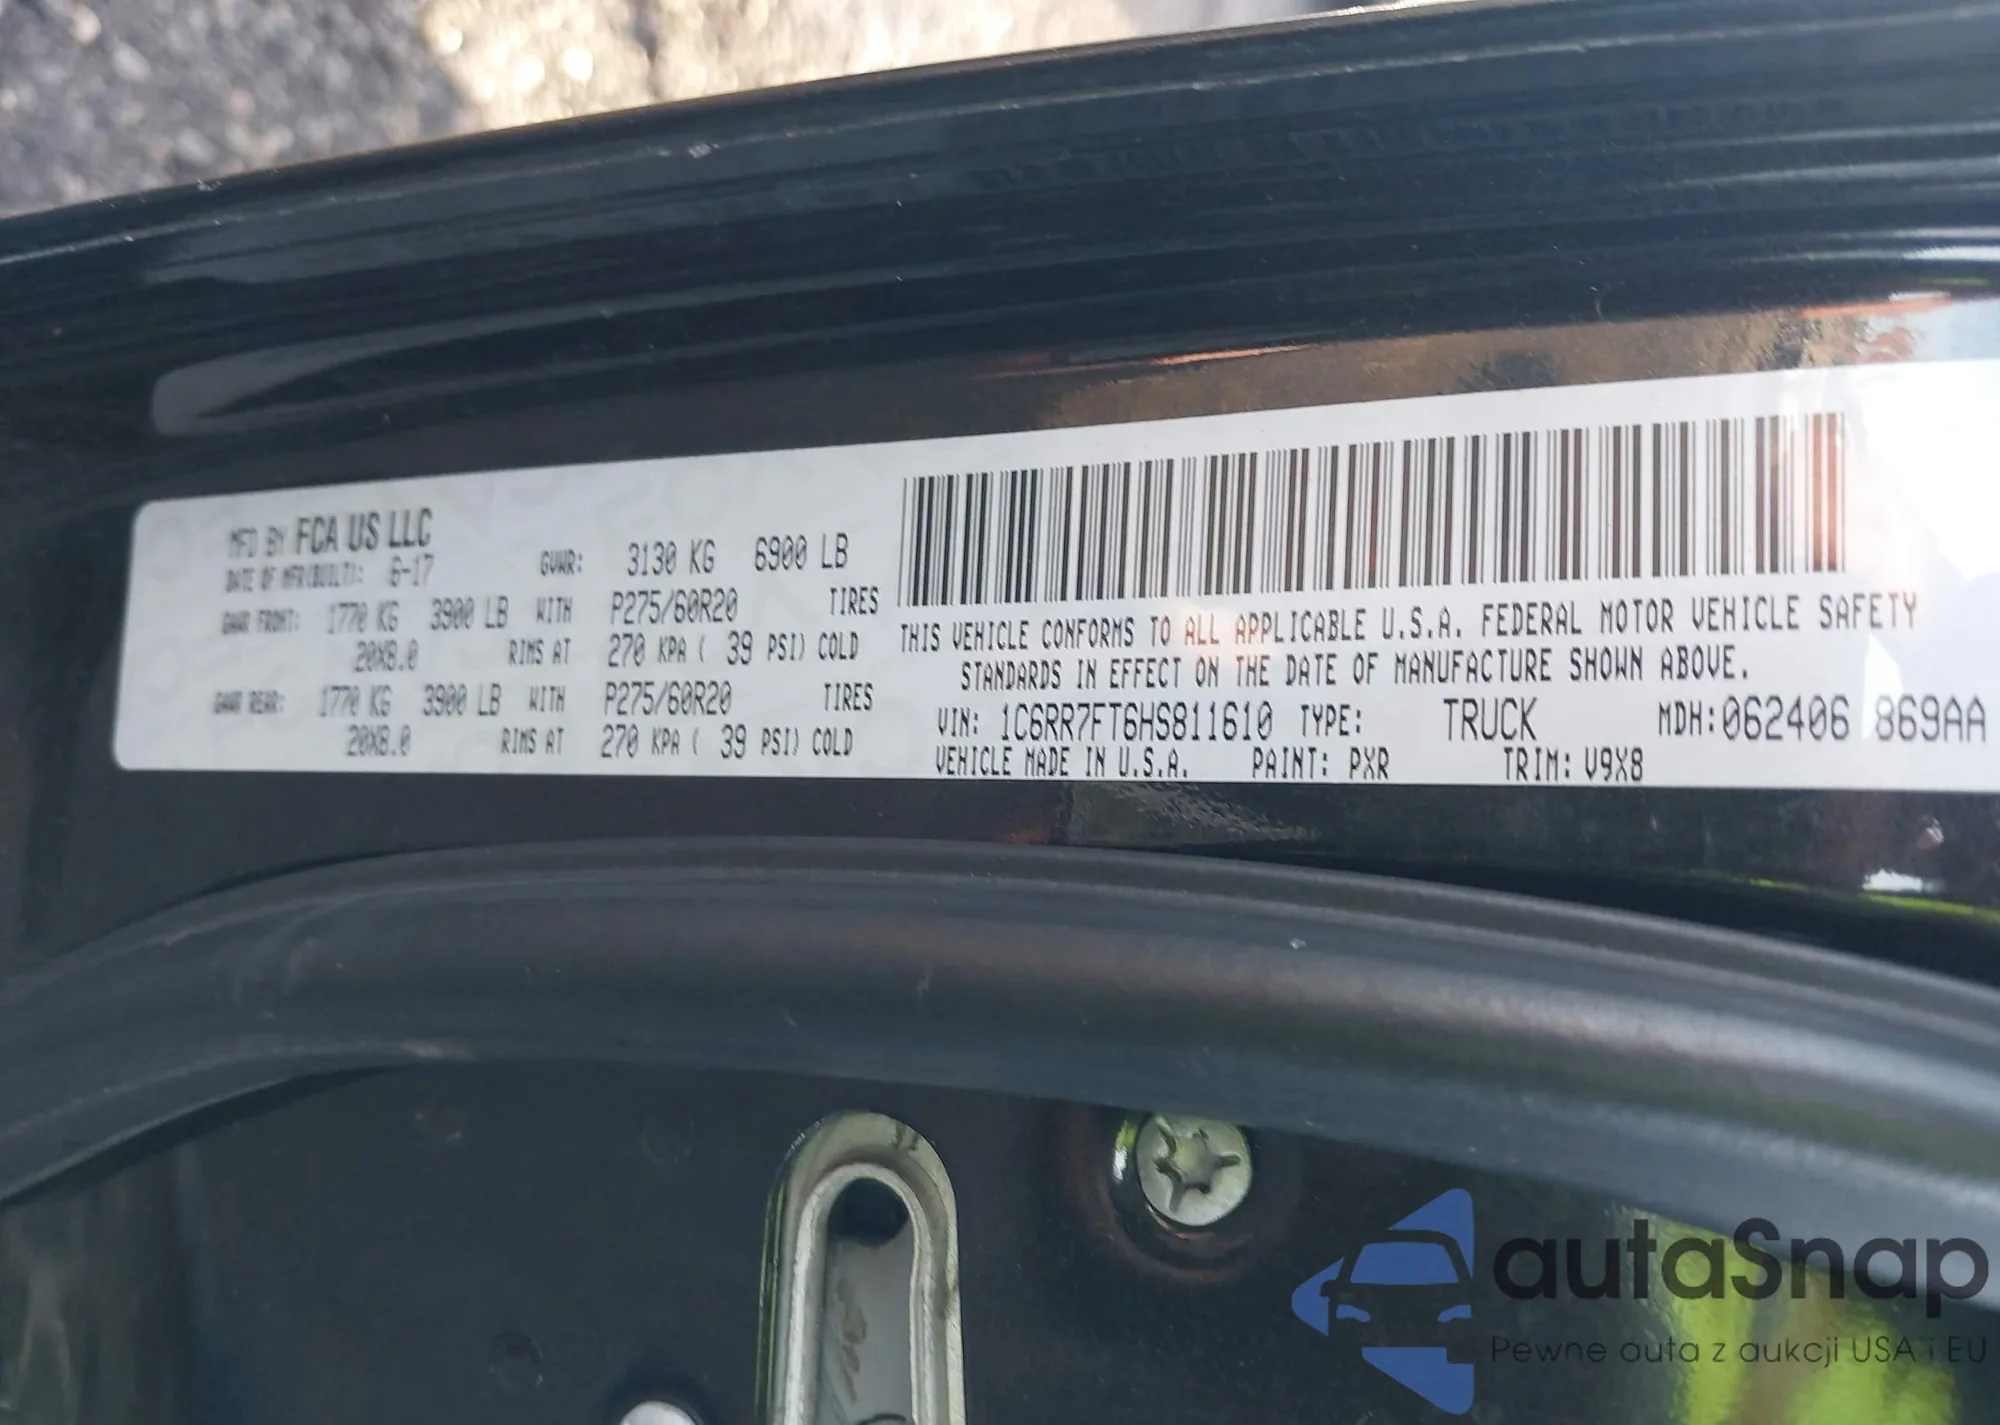 MFD BY FCA US LLC
DATE OF MFR(BUILT): 6-17 GVWR: 3130 KG 6900 LB
GAWR FRONT: 1770 KG 3900 LB WITH P275/60R20 TIRES
20X8.0 RIMS AT 270 KPA ( 39 PSI) COLD
GAWR REAR: 1770 KG 3900 LB WITH P275/60R20 TIRES
20X8.0 RIMS AT 270 KPA ( 39 PSI) COLD
THIS VEHICLE CONFORMS TO ALL APPLICABLE U.S.A. FEDERAL MOTOR VEHICLE SAFETY
STANDARDS IN EFFECT ON THE DATE OF MANUFACTURE SHOWN ABOVE.
VIN: 1C6RR7FT6HS811610 TYPE: TRUCK MDH:062406 869AA
VEHICLE MADE IN U.S.A. PAINT: PXR TRIM: V9X8
autaSnap
Pewne auta z aukcji USA i EU